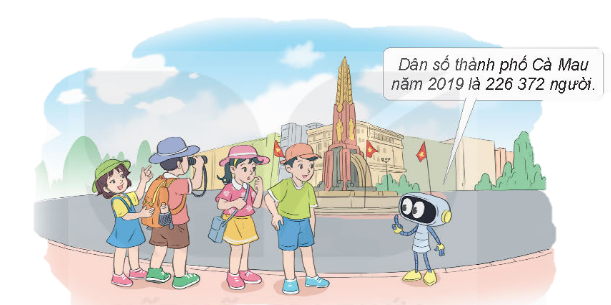 Dân số thành phố Cà Mau
năm 2019 là 226 372 người.